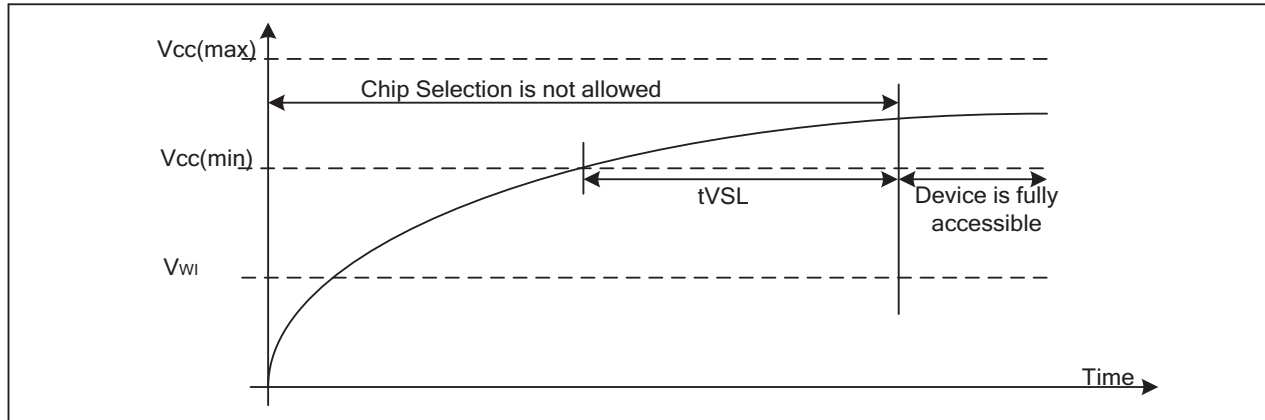 Vcc(max)
Chip Selection is not allowed
Vcc(min)
tVSL
Device is fully
accessible
VWI
Time